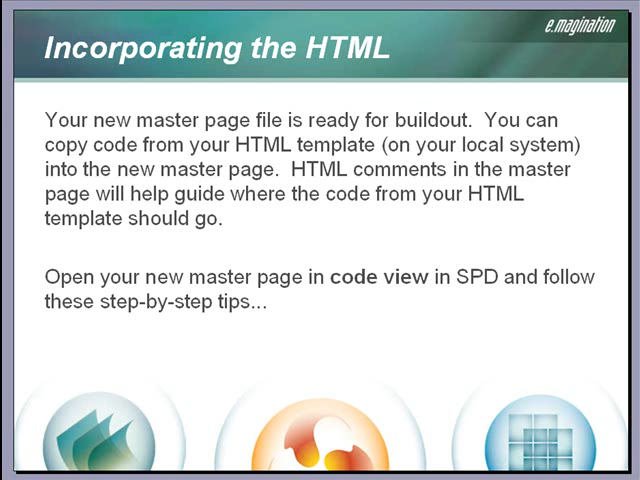 e.magination
Incorporating the HTML
Your new master page file is ready for buildout.  You can
copy code from your HTML template (on your local system)
into the new master page.  HTML comments in the master
page will help guide where the code from your HTML
template should go.
Open your new master page in code view in SPD and follow
these step-by-step tips...